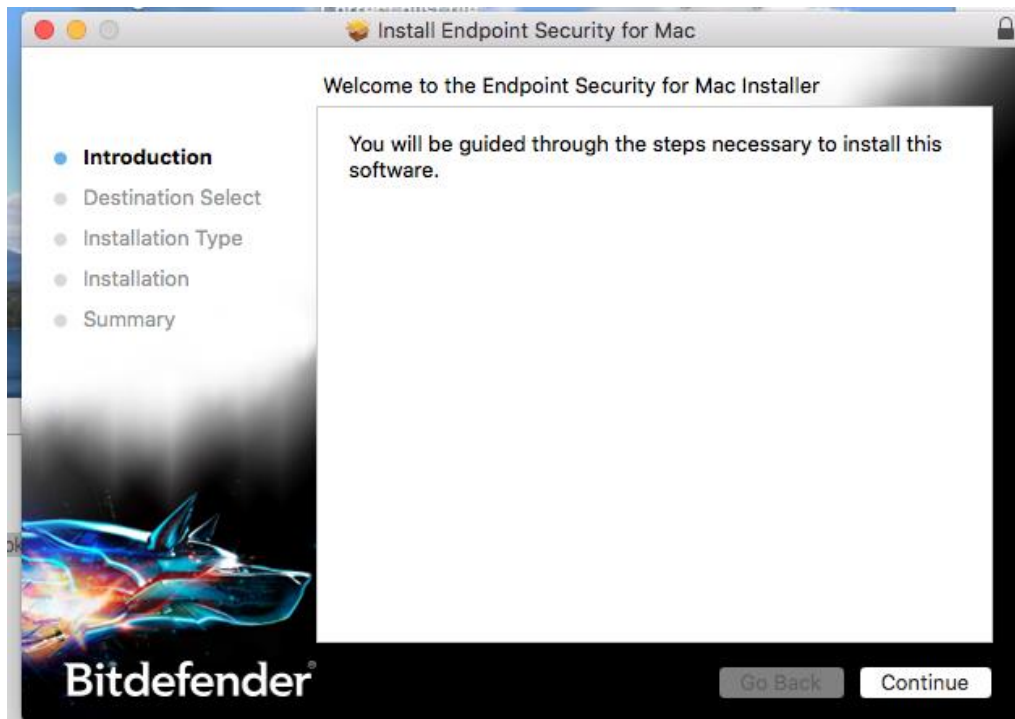 Install Endpoint Security for Mac
Welcome to the Endpoint Security for Mac Installer
Introduction
Destination Select
Installation Type
Installation
Summary
You will be guided through the steps necessary to install this
software.
Bitdefender®
Go Back
Continue